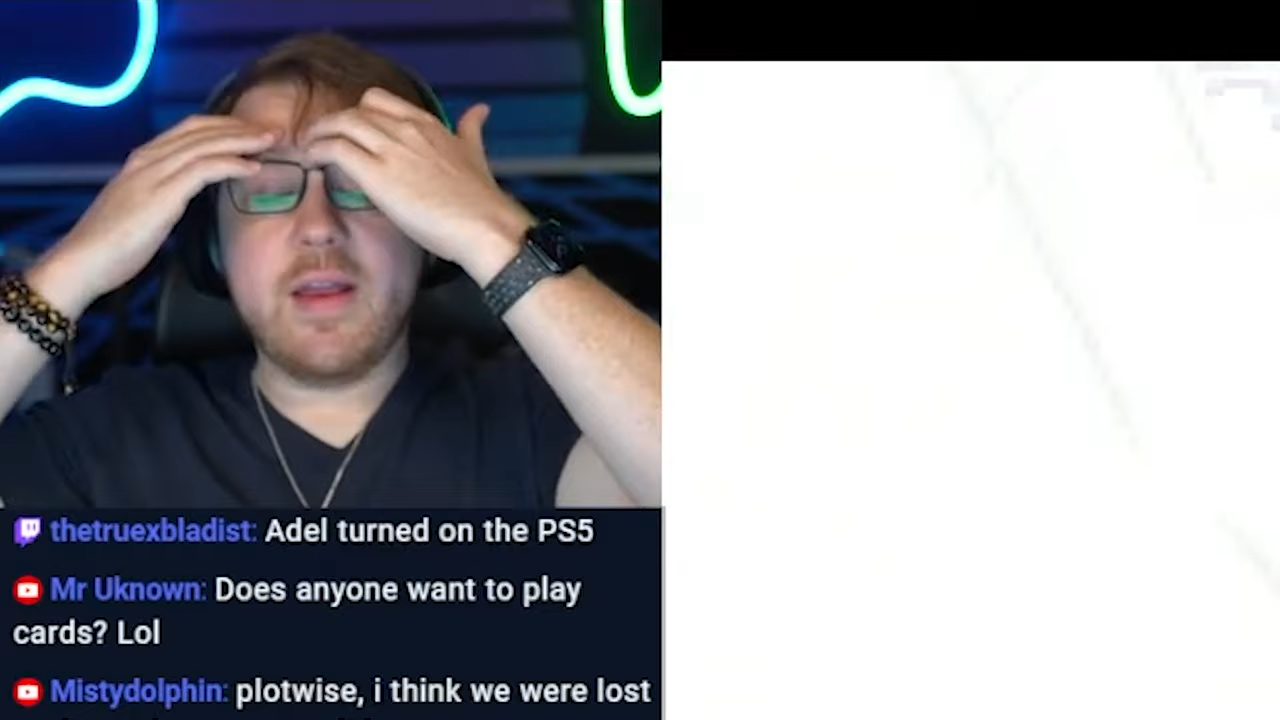 thetruexbladist: Adel turned on the PS5
Mr Uknown: Does anyone want to play
cards? Lol
Mistydolphin: plotwise, i think we were lost